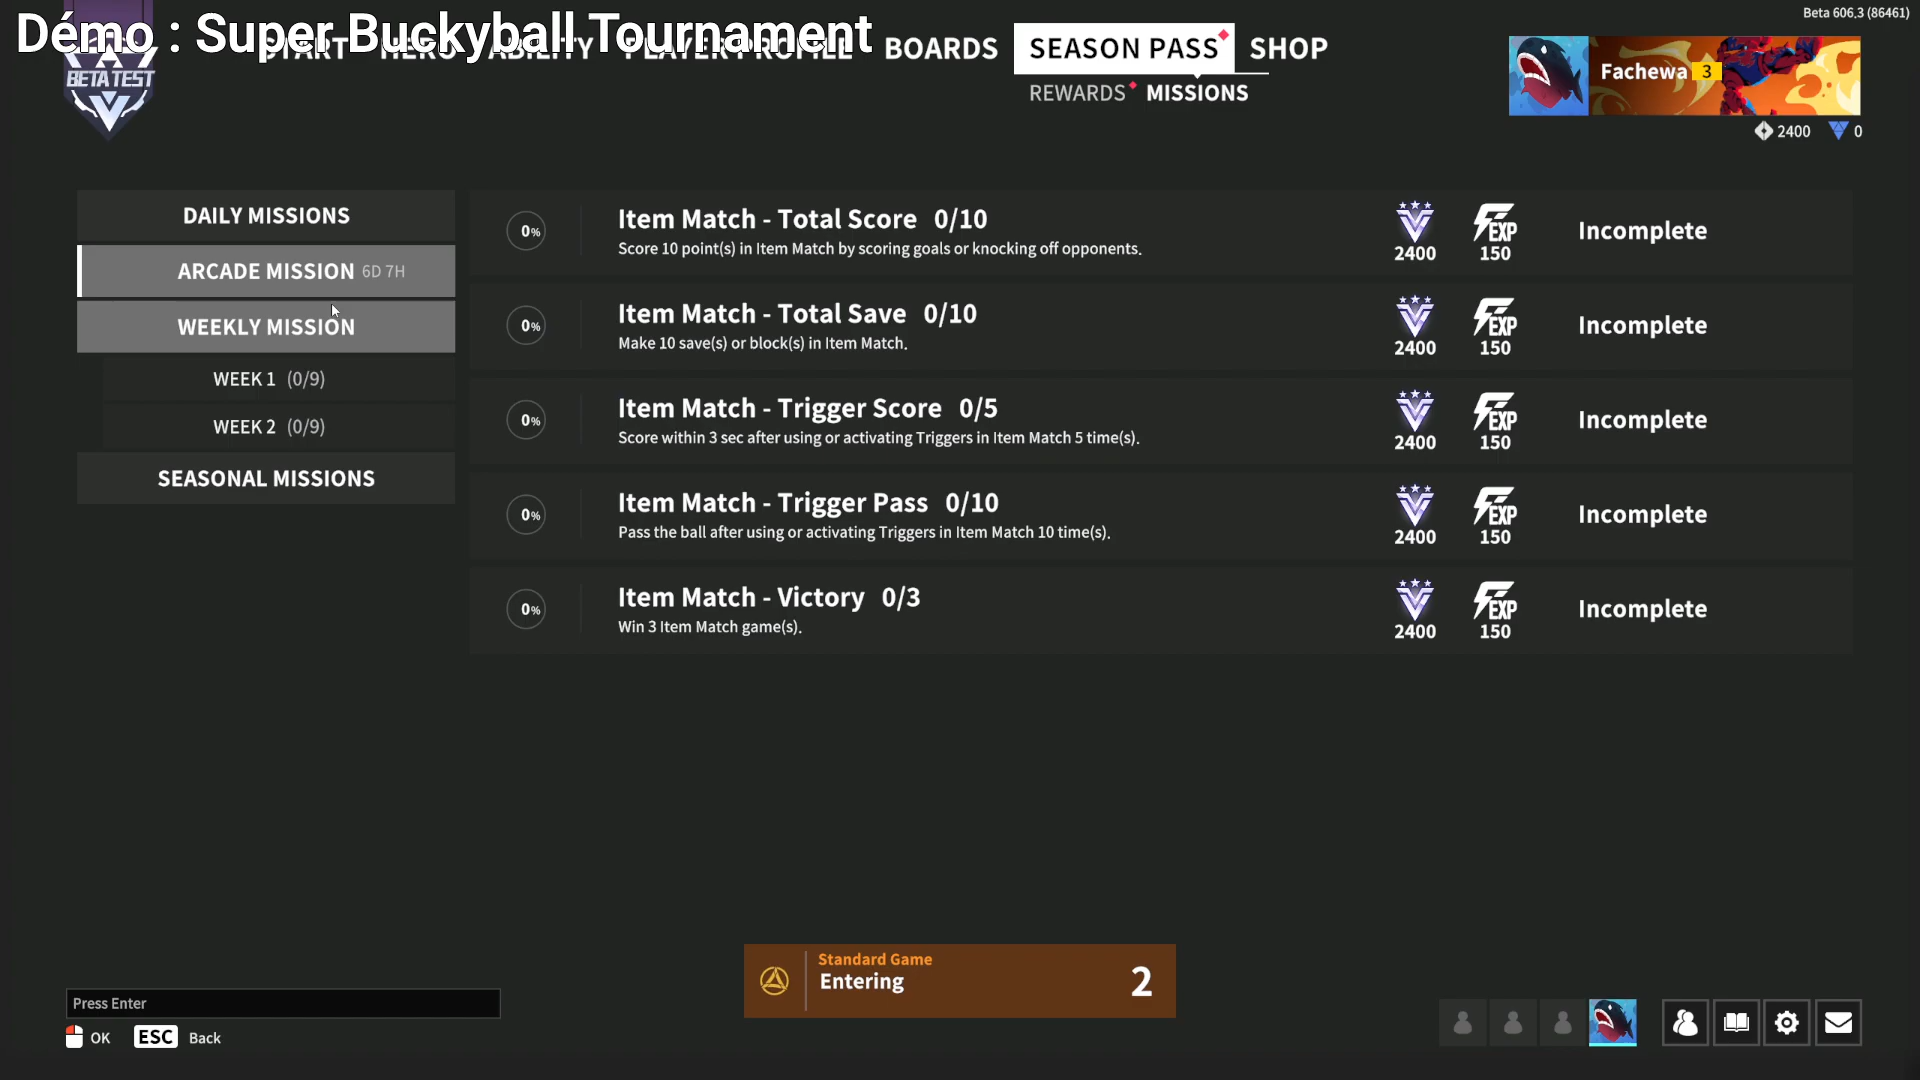 Beta 606.3 (86461)
Démo : Super Buckyball Tournament
START HERO ABILITY PLAYER PROFILE BOARDS SEASON PASS SHOP
BETA TEST
REWARDS MISSIONS
Fachewa 3
2400 0
DAILY MISSIONS
ARCADE MISSION 6D 7H
WEEKLY MISSION
WEEK 1 (0/9)
WEEK 2 (0/9)
SEASONAL MISSIONS
0% Item Match - Total Score 0/10
Score 10 point(s) in Item Match by scoring goals or knocking off opponents.
2400 EXP 150 Incomplete
0% Item Match - Total Save 0/10
Make 10 save(s) or block(s) in Item Match.
2400 EXP 150 Incomplete
0% Item Match - Trigger Score 0/5
Score within 3 sec after using or activating Triggers in Item Match 5 time(s).
2400 EXP 150 Incomplete
0% Item Match - Trigger Pass 0/10
Pass the ball after using or activating Triggers in Item Match 10 time(s).
2400 EXP 150 Incomplete
0% Item Match - Victory 0/3
Win 3 Item Match game(s).
2400 EXP 150 Incomplete
Standard Game
Entering 2
Press Enter
OK ESC Back